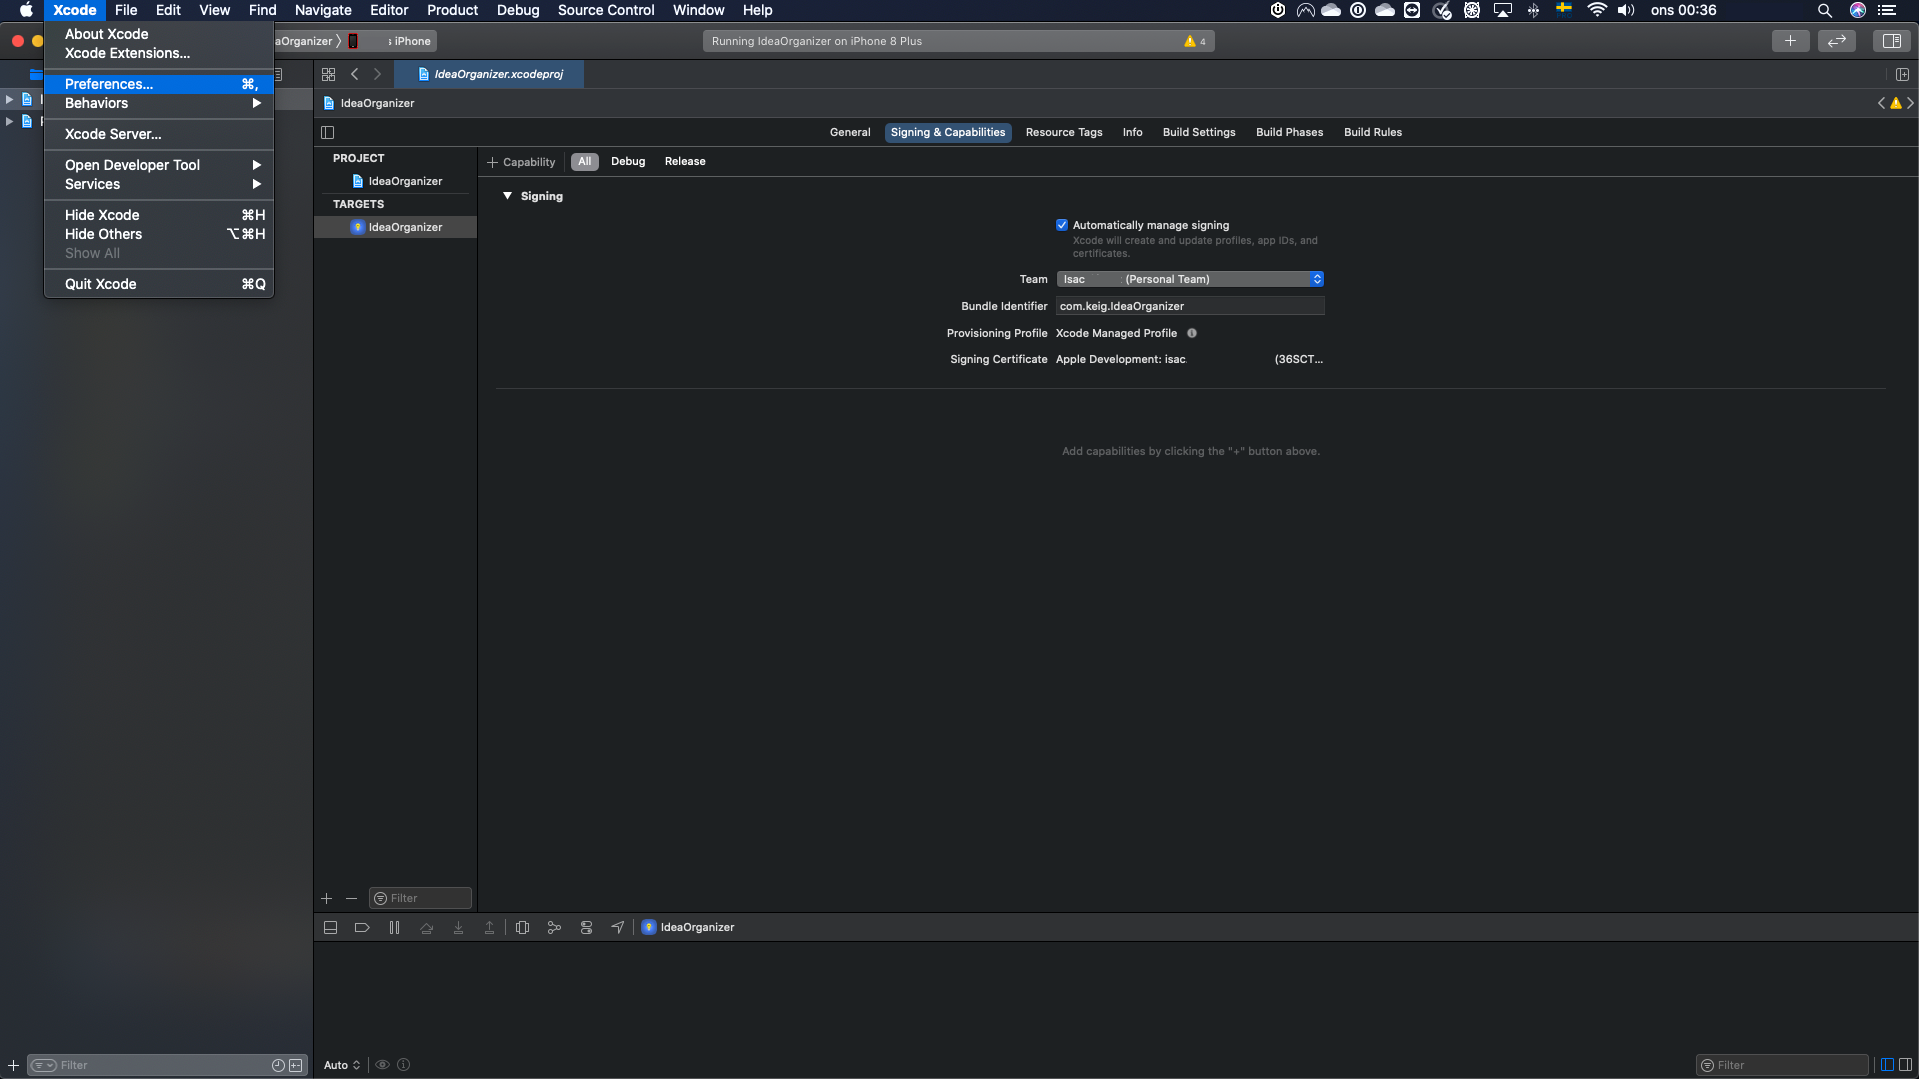 Xcode File Edit View Find Navigate Editor Product Debug Source Control Window Help ons 00:36
About Xcode
Xcode Extensions...
Preferences... ⌘,
Behaviors
Xcode Server...
Open Developer Tool
Services
Hide Xcode ⌘H
Hide Others ⌥⌘H
Show All
Quit Xcode ⌘Q
aOrganizer s iPhone
Running IdeaOrganizer on iPhone 8 Plus 4
IdeaOrganizer.xcodeproj
IdeaOrganizer
General Signing & Capabilities Resource Tags Info Build Settings Build Phases Build Rules
PROJECT
IdeaOrganizer
TARGETS
IdeaOrganizer
+ Capability All Debug Release
Signing
Automatically manage signing
Xcode will create and update profiles, app IDs, and
certificates.
Team Isac (Personal Team)
Bundle Identifier com.keig.IdeaOrganizer
Provisioning Profile Xcode Managed Profile
Signing Certificate Apple Development: isac (36SCT...
Add capabilities by clicking the "+" button above.
Filter
IdeaOrganizer
Filter
Auto
Filter